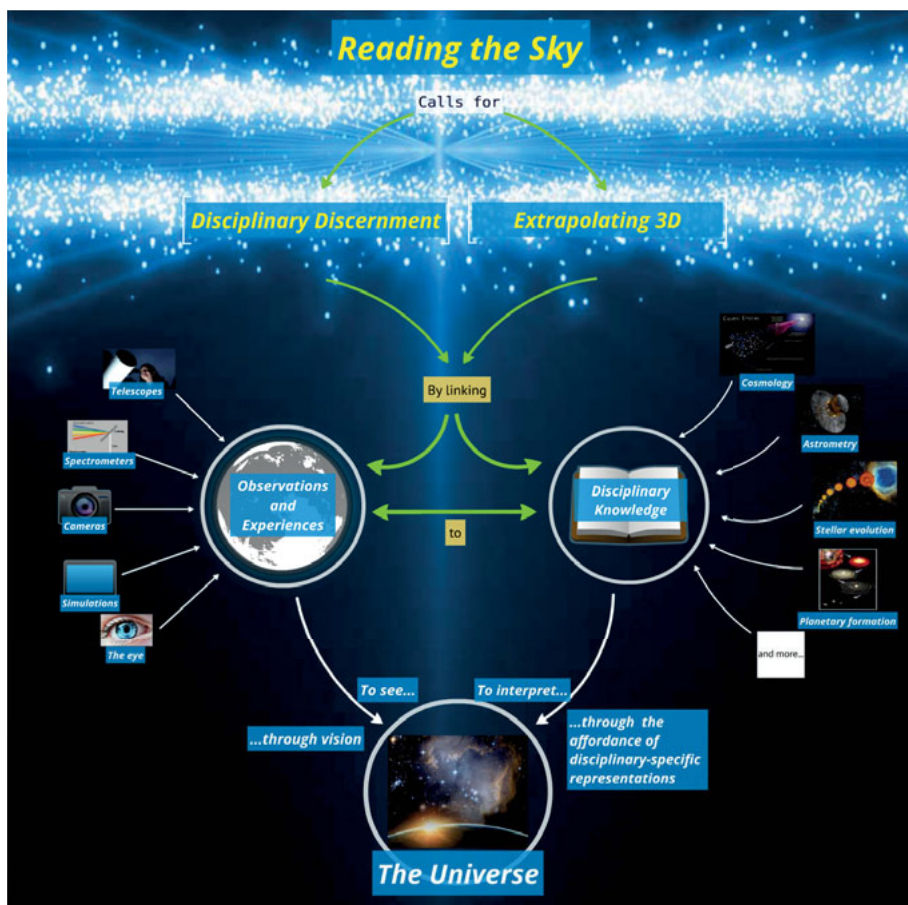 Reading the Sky
Calls for
Disciplinary Discernment
Extrapolating 3D
By linking
Telescopes
Spectrometers
Cameras
Simulations
The eye
Observations
and
Experiences
to
Disciplinary
Knowledge
Cosmology
Astrometry
Stellar evolution
Planetary formation
and more...
To see...
...through vision
To interpret...
...through the
affordance of
disciplinary-specific
representations
The Universe